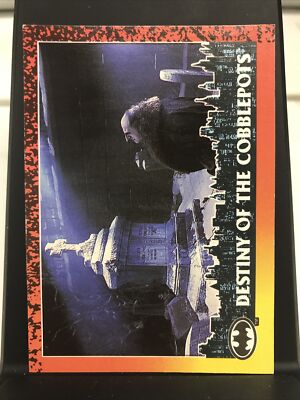 DESTINY OF THE COBBLEPOTS